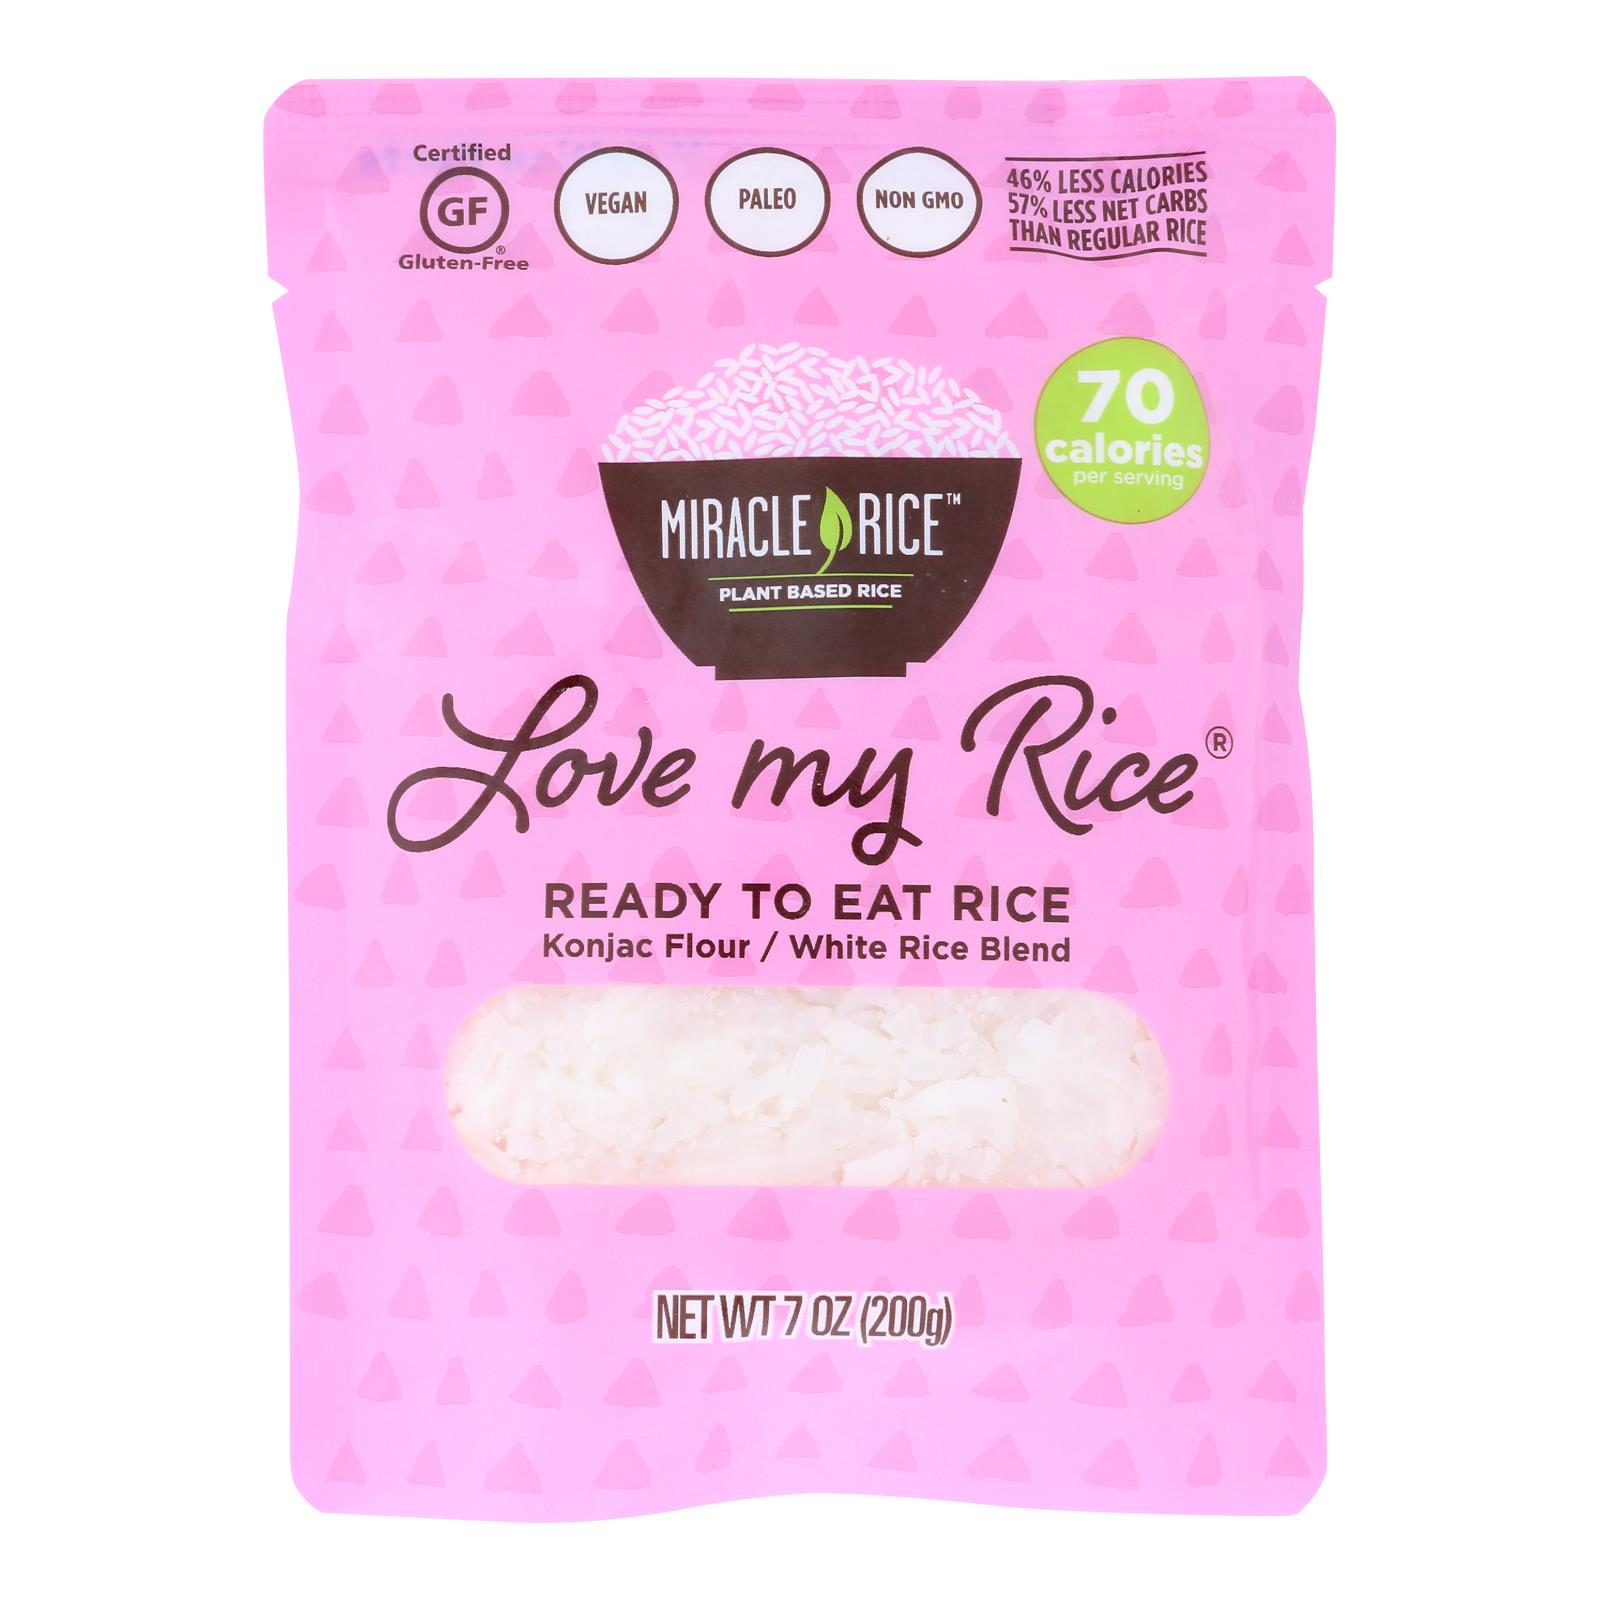 Certified
GF®
Gluten-Free
VEGAN
PALEO
NON GMO
46% LESS CALORIES
57% LESS NET CARBS
THAN REGULAR RICE
70
calories
per serving
MIRACLE RICE™
PLANT BASED RICE
Love my Rice®
READY TO EAT RICE
Konjac Flour / White Rice Blend
NET WT 7 OZ (200g)